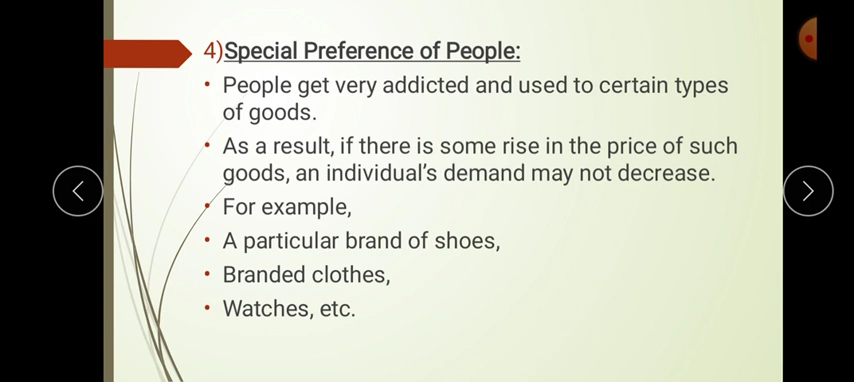 4)Special Preference of People:
• People get very addicted and used to certain types
of goods.
• As a result, if there is some rise in the price of such
goods, an individual’s demand may not decrease.
• For example,
• A particular brand of shoes,
• Branded clothes,
• Watches, etc.